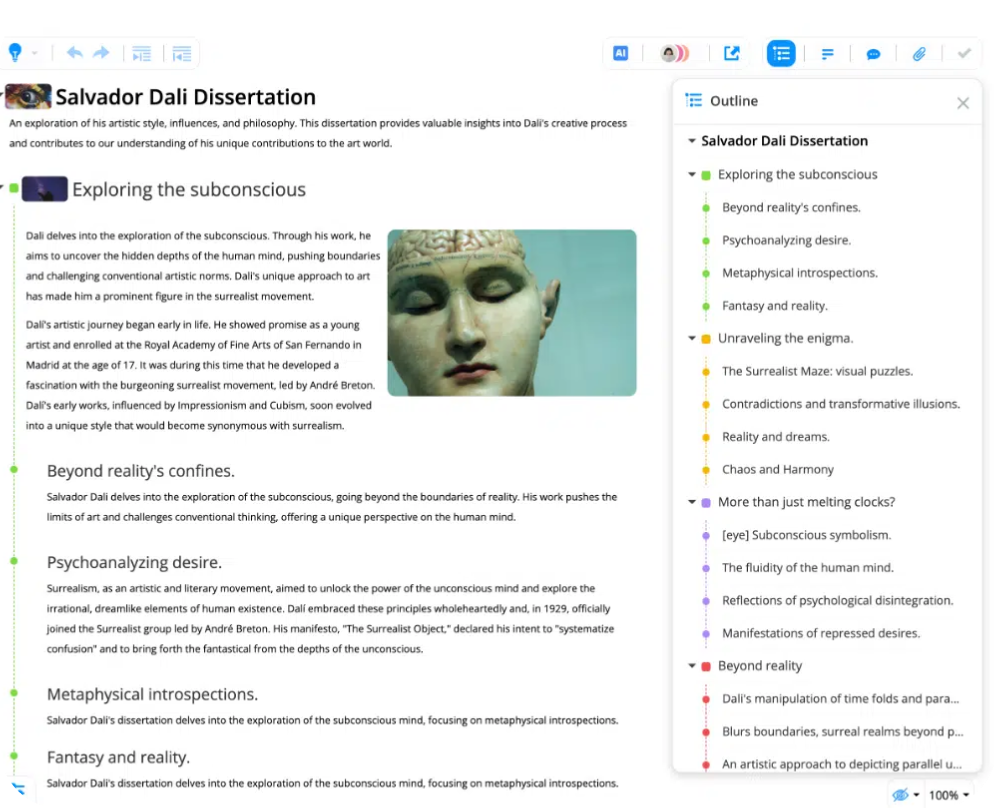 AI
Salvador Dali Dissertation
An exploration of his artistic style, influences, and philosophy. This dissertation provides valuable insights into Dali's creative process
and contributes to our understanding of his unique contributions to the art world.
Exploring the subconscious
Dali delves into the exploration of the subconscious. Through his work, he
aims to uncover the hidden depths of the human mind, pushing boundaries
and challenging conventional artistic norms. Dali's unique approach to art
has made him a prominent figure in the surrealist movement.
Dali's artistic journey began early in life. He showed promise as a young
artist and enrolled at the Royal Academy of Fine Arts of San Fernando in
Madrid at the age of 17. It was during this time that he developed a
fascination with the burgeoning surrealist movement, led by André Breton.
Dali's early works, influenced by Impressionism and Cubism, soon evolved
into a unique style that would become synonymous with surrealism.
Beyond reality's confines.
Salvador Dali delves into the exploration of the subconscious, going beyond the boundaries of reality. His work pushes the
limits of art and challenges conventional thinking, offering a unique perspective on the human mind.
Psychoanalyzing desire.
Surrealism, as an artistic and literary movement, aimed to unlock the power of the unconscious mind and explore the
irrational, dreamlike elements of human existence. Dalí embraced these principles wholeheartedly and, in 1929, officially
joined the Surrealist group led by André Breton. His manifesto, "The Surrealist Object," declared his intent to "systematize
confusion" and to bring forth the fantastical from the depths of the unconscious.
Metaphysical introspections.
Salvador Dali's dissertation delves into the exploration of the subconscious mind, focusing on metaphysical introspections.
Fantasy and reality.
Salvador Dali's dissertation delves into the exploration of the subconscious mind, focusing on metaphysical introspections.
Outline
Salvador Dali Dissertation
Exploring the subconscious
Beyond reality's confines.
Psychoanalyzing desire.
Metaphysical introspections.
Fantasy and reality.
Unraveling the enigma.
The Surrealist Maze: visual puzzles.
Contradictions and transformative illusions.
Reality and dreams.
Chaos and Harmony
More than just melting clocks?
[eye] Subconscious symbolism.
The fluidity of the human mind.
Reflections of psychological disintegration.
Manifestations of repressed desires.
Beyond reality
Dali's manipulation of time folds and para...
Blurs boundaries, surreal realms beyond p...
An artistic approach to depicting parallel u...
100%